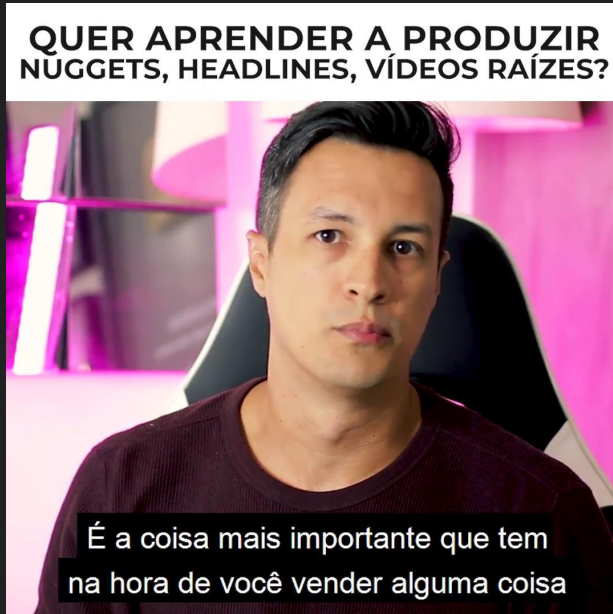 QUER APRENDER A PRODUZIR
NUGGETS, HEADLINES, VÍDEOS RAÍZES?
É a coisa mais importante que tem
na hora de você vender alguma coisa